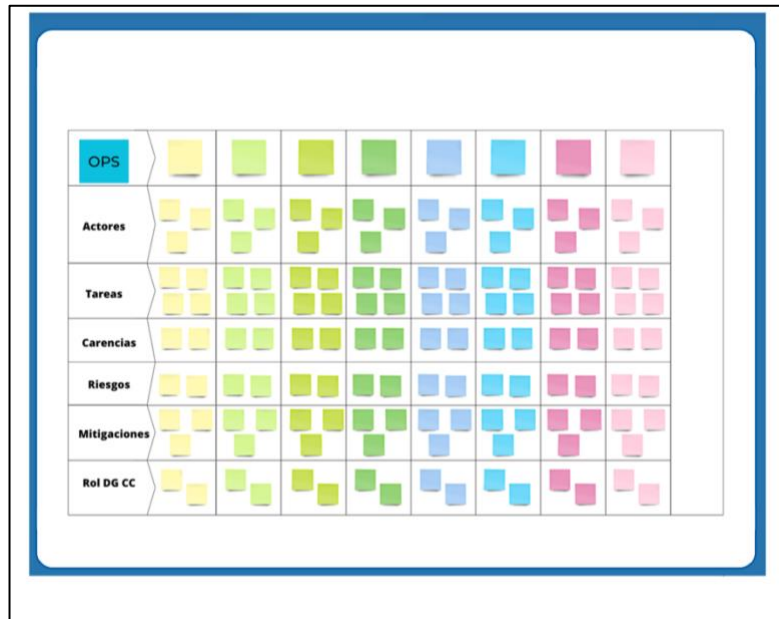 OPS
Actores
Tareas
Carencias
Riesgos
Mitigaciones
Rol DG CC